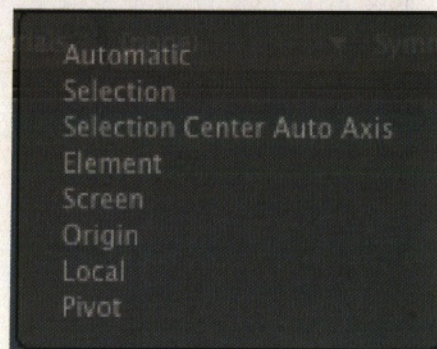 Automatic
Selection
Selection Center Auto Axis
Element
Screen
Origin
Local
Pivot